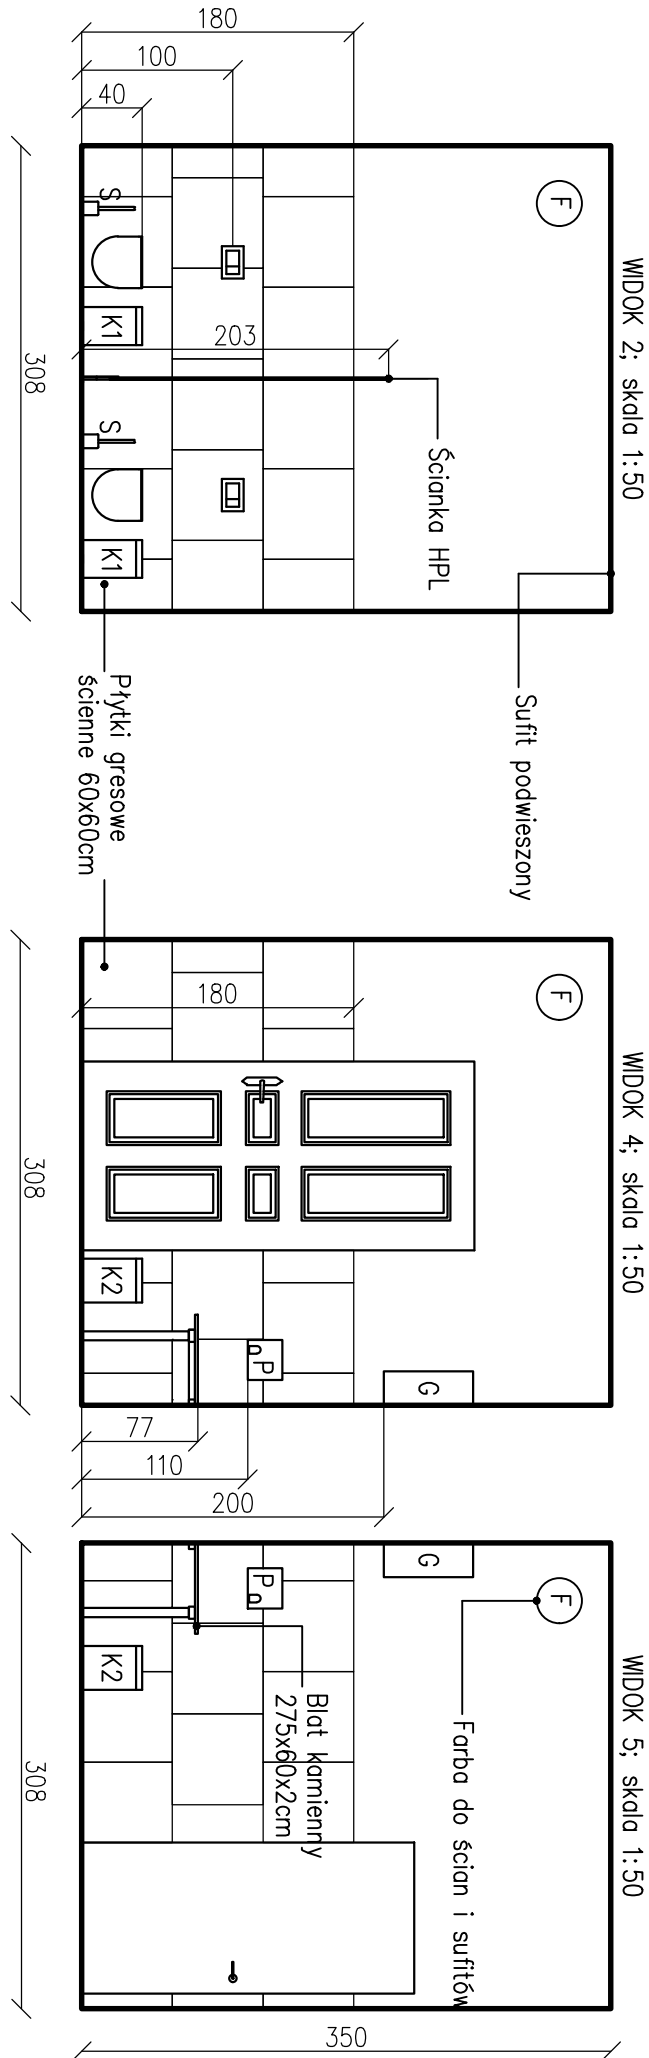 WIDOK 2; skala 1:50
F
180
100
40
203
S
K1
S
K1
308
Ścianka HPL
Sufit podwieszony
Płytki gresowe
ścienne 60x60cm
WIDOK 4; skala 1:50
F
180
K2
P
G
77
110
200
308
WIDOK 5; skala 1:50
F
G
P
K2
Blat kamienny
275x60x2cm
Farba do ścian i sufitów
308
350